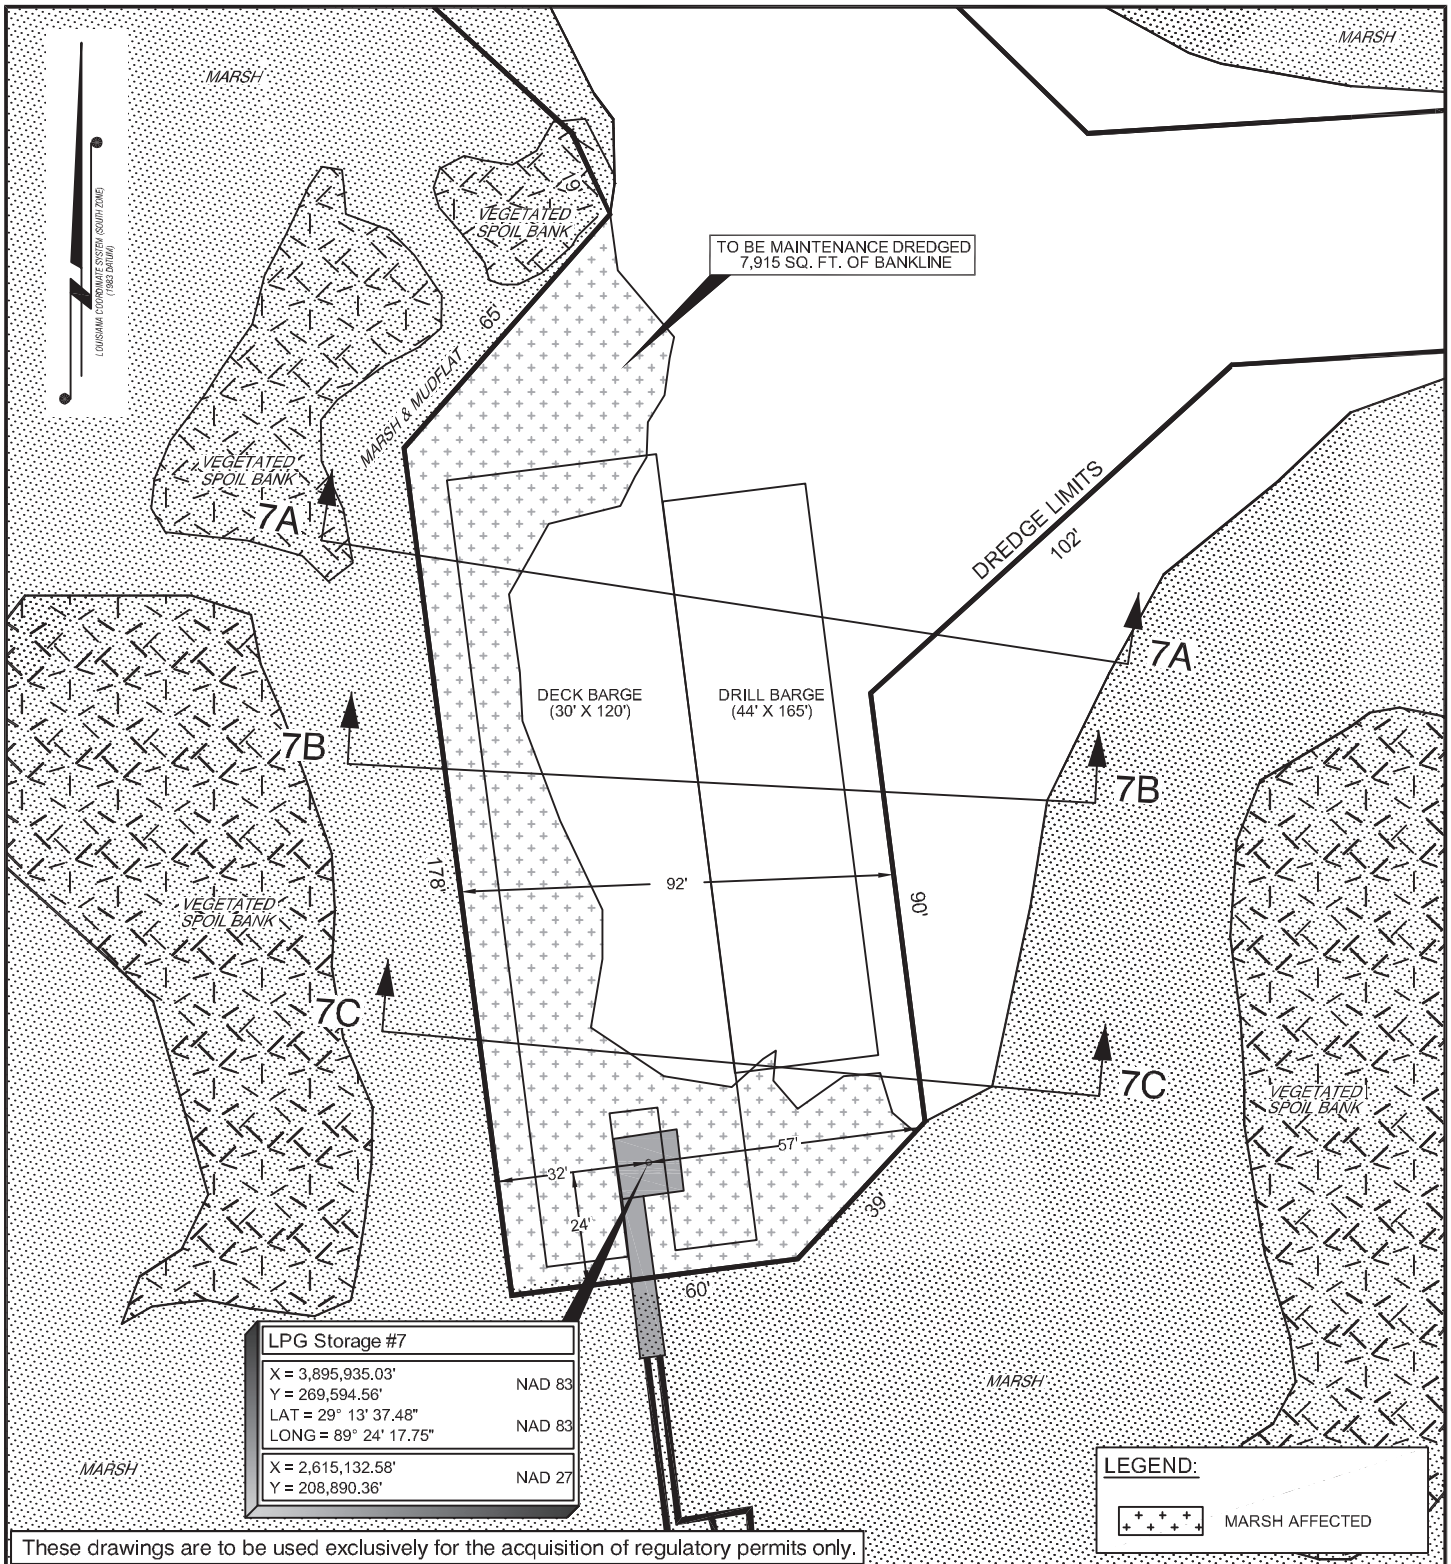 MARSH
MARSH
LOUISIANA COORDINATE SYSTEM (SOUTH ZONE)
(1983 DATUM)
VEGETATED
SPOIL BANK
TO BE MAINTENANCE DREDGED
7,915 SQ. FT. OF BANKLINE
65'
MARSH & MUDFLAT
VEGETATED
SPOIL BANK
7A
DREDGE LIMITS
102'
7A
DECK BARGE
(30' X 120')
DRILL BARGE
(44' X 165')
7B
7B
178'
92'
90'
VEGETATED
SPOIL BANK
7C
7C
VEGETATED
SPOIL BANK
57'
32'
24'
39'
60'
LPG Storage #7
X = 3,895,935.03'
Y = 269,594.56'
NAD 83
LAT = 29° 13' 37.48"
LONG = 89° 24' 17.75"
NAD 83
X = 2,615,132.58'
Y = 208,890.36'
NAD 27
MARSH
MARSH
LEGEND:
MARSH AFFECTED
These drawings are to be used exclusively for the acquisition of regulatory permits only.